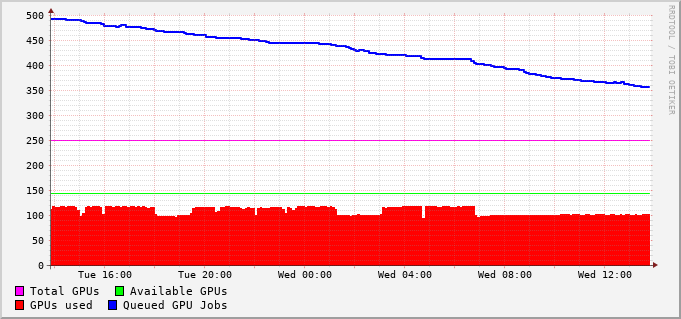 500
450
400
350
300
250
200
150
100
50
0
Tue 16:00 Tue 20:00 Wed 00:00 Wed 04:00 Wed 08:00 Wed 12:00
Total GPUs Available GPUs
GPUs used Queued GPU Jobs
RRDTOOL / TOBI OETIKER